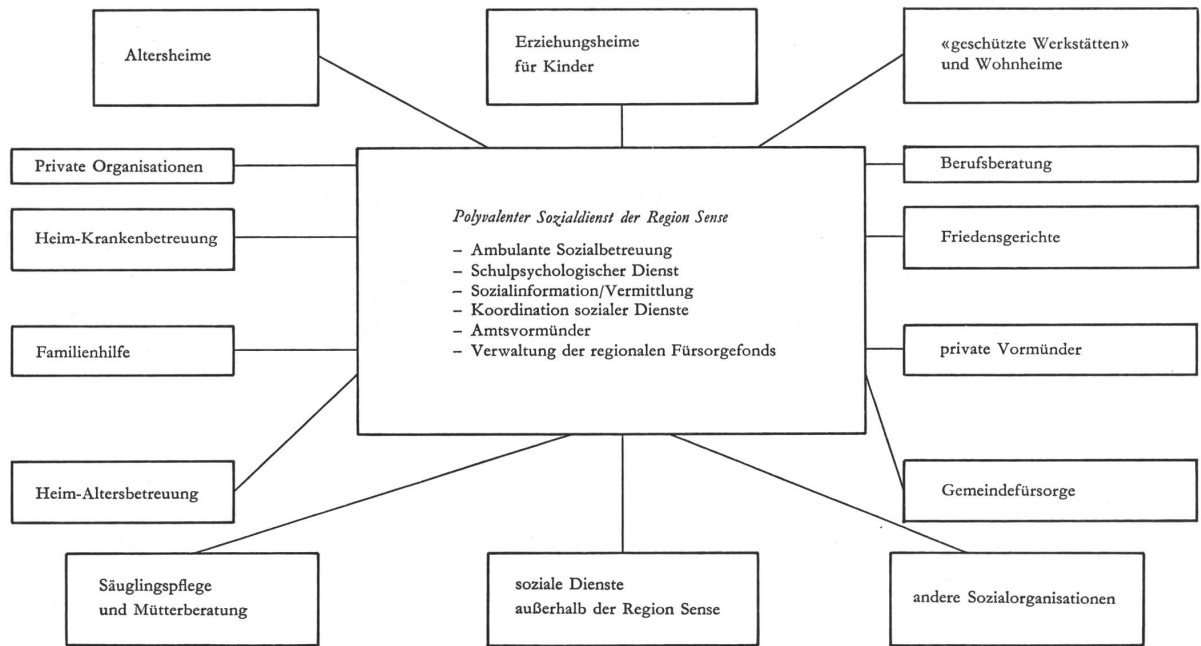 Altersheime
Erziehungsheime
für Kinder
«geschützte Werkstätten»
und Wohnheime
Private Organisationen
Berufsberatung
Heim-Krankenbetreuung
Friedensgerichte
Polyvalenter Sozialdienst der Region Sense
– Ambulante Sozialbetreuung
– Schulpsychologischer Dienst
– Sozialinformation/Vermittlung
– Koordination sozialer Dienste
– Amtsvormünder
– Verwaltung der regionalen Fürsorgefonds
Familienhilfe
private Vormünder
Heim-Altersbetreuung
Gemeindefürsorge
Säuglingspflege
und Mütterberatung
soziale Dienste
außerhalb der Region Sense
andere Sozialorganisationen